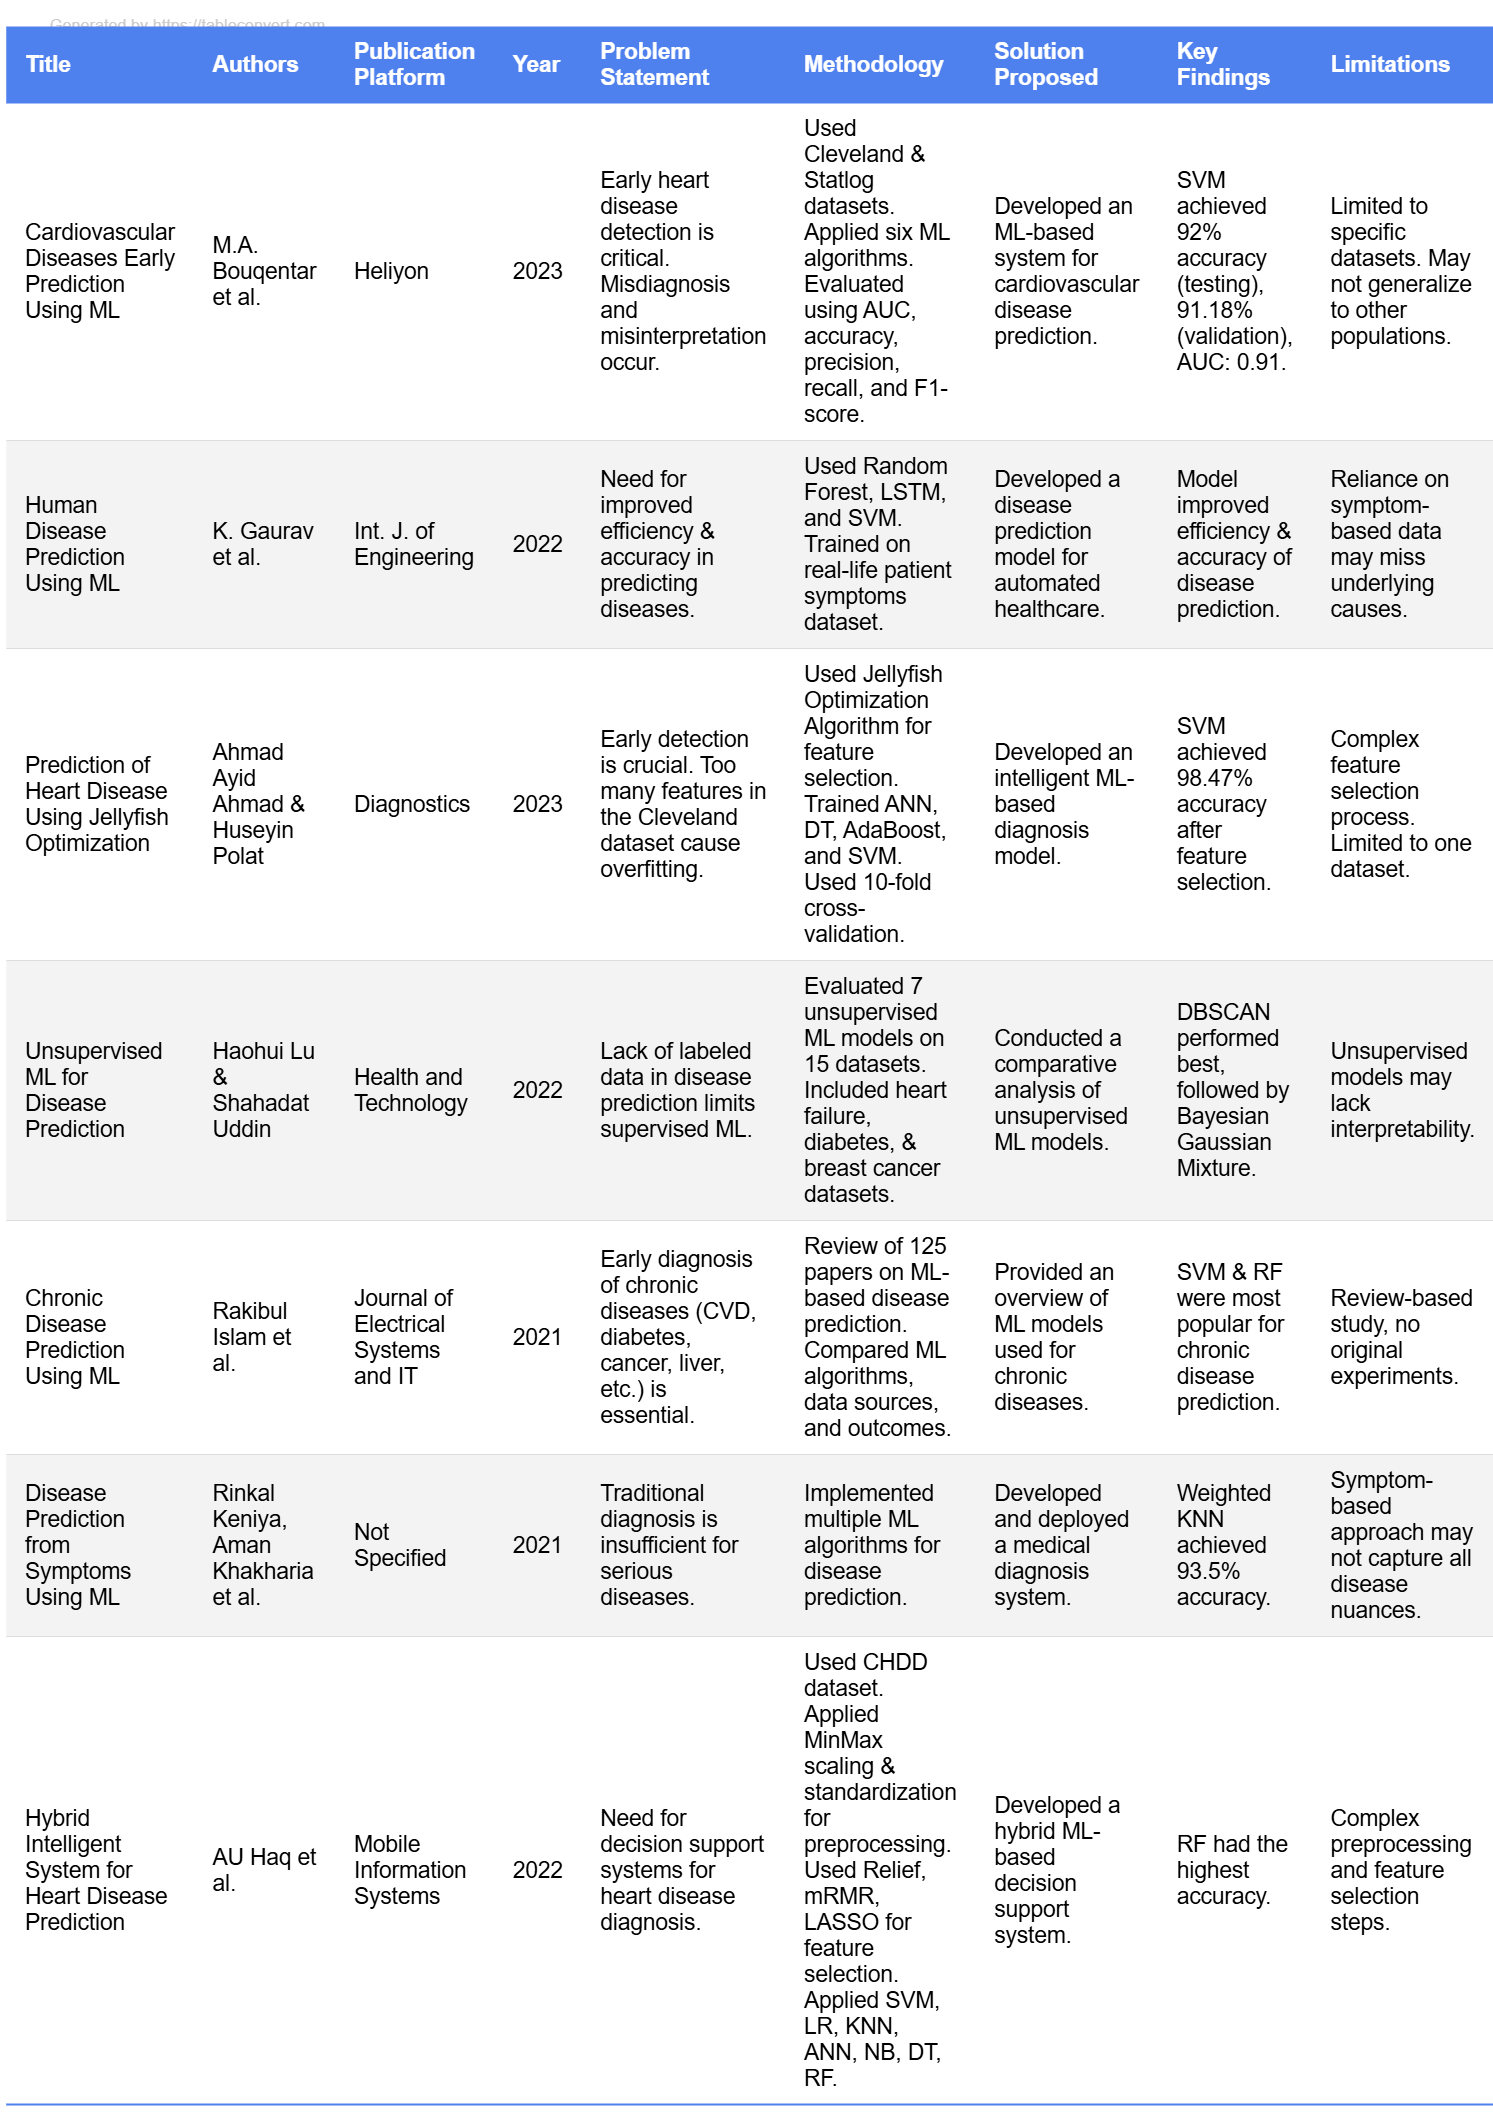 Generated by https://tableconvert.com
Title
Authors
Publication
Platform
Year
Problem
Statement
Methodology
Solution
Proposed
Key
Findings
Limitations
Cardiovascular
Diseases Early
Prediction
Using ML
M.A.
Bouqentar
et al.
Heliyon
2023
Early heart
disease
detection is
critical.
Misdiagnosis
and
misinterpretation
occur.
Used
Cleveland &
Statlog
datasets.
Applied six ML
algorithms.
Evaluated
using AUC,
accuracy,
precision,
recall, and F1-
score.
Developed an
ML-based
system for
cardiovascular
disease
prediction.
SVM
achieved
92%
accuracy
(testing),
91.18%
(validation),
AUC: 0.91.
Limited to
specific
datasets. May
not generalize
to other
populations.
Human
Disease
Prediction
Using ML
K. Gaurav
et al.
Int. J. of
Engineering
2022
Need for
improved
efficiency &
accuracy in
predicting
diseases.
Used Random
Forest, LSTM,
and SVM.
Trained on
real-life patient
symptoms
dataset.
Developed a
disease
prediction
model for
automated
healthcare.
Model
improved
efficiency &
accuracy of
disease
prediction.
Reliance on
symptom-
based data
may miss
underlying
causes.
Prediction of
Heart Disease
Using Jellyfish
Optimization
Ahmad
Ayid
Ahmad &
Huseyin
Polat
Diagnostics
2023
Early detection
is crucial. Too
many features in
the Cleveland
dataset cause
overfitting.
Used Jellyfish
Optimization
Algorithm for
feature
selection.
Trained ANN,
DT, AdaBoost,
and SVM.
Used 10-fold
cross-
validation.
Developed an
intelligent ML-
based
diagnosis
model.
SVM
achieved
98.47%
accuracy
after
feature
selection.
Complex
feature
selection
process.
Limited to one
dataset.
Unsupervised
ML for
Disease
Prediction
Haohui Lu
&
Shahadat
Uddin
Health and
Technology
2022
Lack of labeled
data in disease
prediction limits
supervised ML.
Evaluated 7
unsupervised
ML models on
15 datasets.
Included heart
failure,
diabetes, &
breast cancer
datasets.
Conducted a
comparative
analysis of
unsupervised
ML models.
DBSCAN
performed
best,
followed by
Bayesian
Gaussian
Mixture.
Unsupervised
models may
lack
interpretability.
Chronic
Disease
Prediction
Using ML
Rakibul
Islam et
al.
Journal of
Electrical
Systems
and IT
2021
Early diagnosis
of chronic
diseases (CVD,
diabetes,
cancer, liver,
etc.) is
essential.
Review of 125
papers on ML-
based disease
prediction.
Compared ML
algorithms,
data sources,
and outcomes.
Provided an
overview of
ML models
used for
chronic
diseases.
SVM & RF
were most
popular for
chronic
disease
prediction.
Review-based
study, no
original
experiments.
Disease
Prediction
from
Symptoms
Using ML
Rinkal
Keniya,
Aman
Khakharia
et al.
Not
Specified
2021
Traditional
diagnosis is
insufficient for
serious
diseases.
Implemented
multiple ML
algorithms for
disease
prediction.
Developed
and deployed
a medical
diagnosis
system.
Weighted
KNN
achieved
93.5%
accuracy.
Symptom-
based
approach may
not capture all
disease
nuances.
Hybrid
Intelligent
System for
Heart Disease
Prediction
AU Haq et
al.
Mobile
Information
Systems
2022
Need for
decision support
systems for
heart disease
diagnosis.
Used CHDD
dataset.
Applied
MinMax
scaling &
standardization
for
preprocessing.
Used Relief,
mRMR,
LASSO for
feature
selection.
Applied SVM,
LR, KNN,
ANN, NB, DT,
RF.
Developed a
hybrid ML-
based
decision
support
system.
RF had the
highest
accuracy.
Complex
preprocessing
and feature
selection
steps.